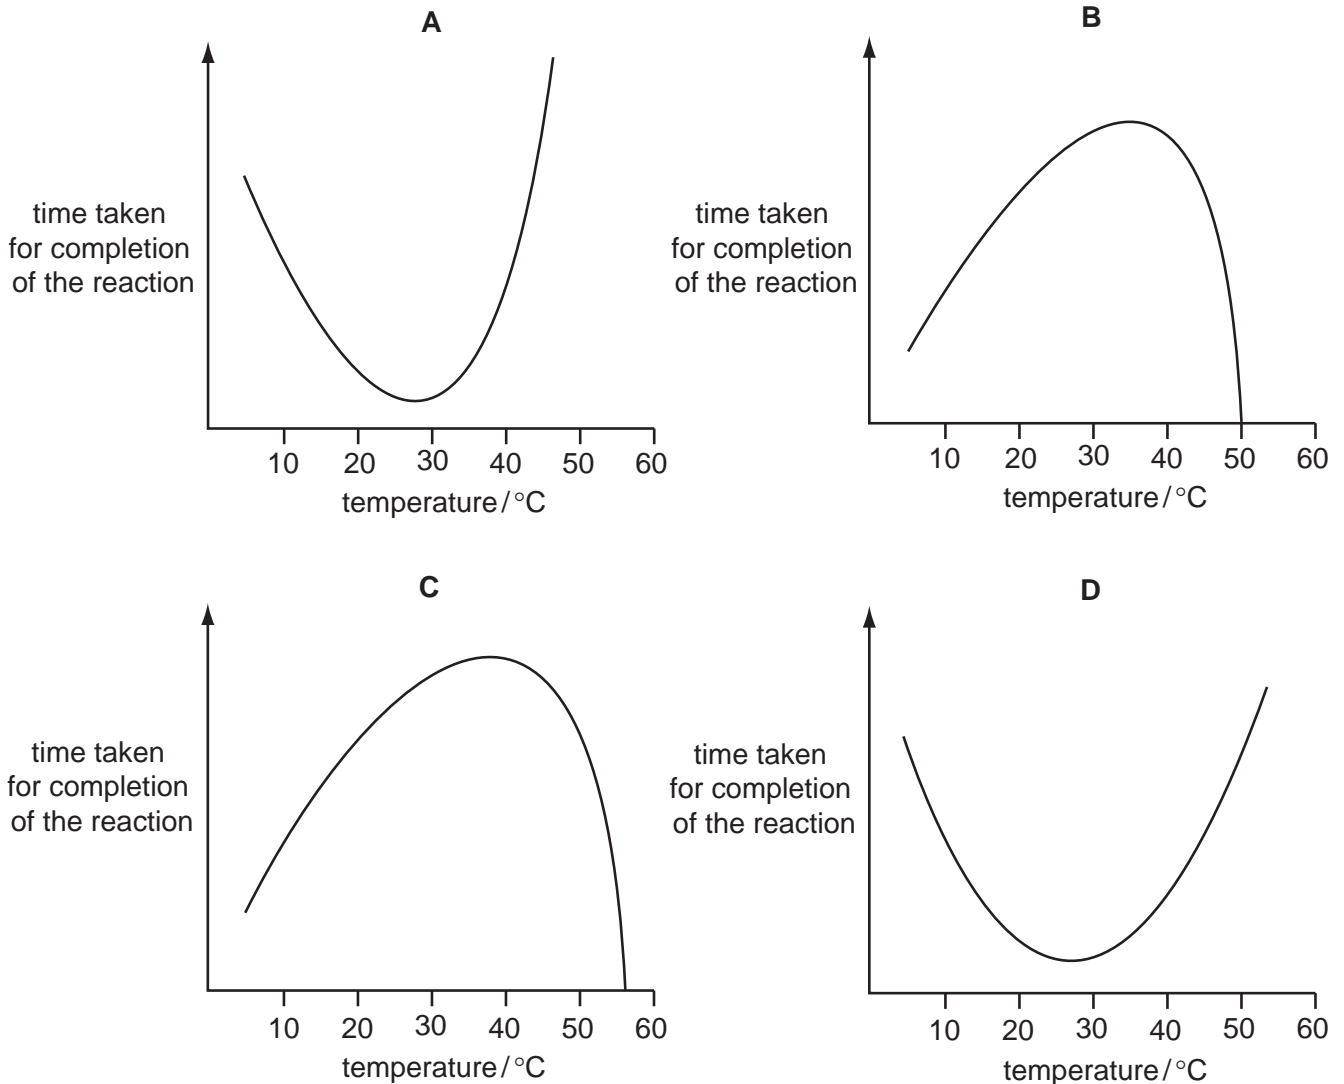 A
time taken
for completion
of the reaction
10 20 30 40 50 60
temperature / °C
B
time taken
for completion
of the reaction
10 20 30 40 50 60
temperature / °C
C
time taken
for completion
of the reaction
10 20 30 40 50 60
temperature / °C
D
time taken
for completion
of the reaction
10 20 30 40 50 60
temperature / °C